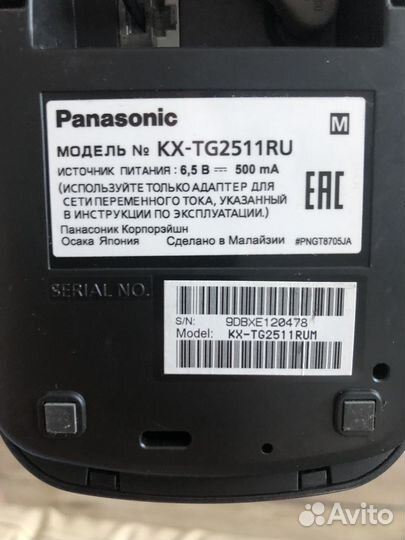 Panasonic
M
МОДЕЛЬ № KX-TG2511RU
ИСТОЧНИК ПИТАНИЯ : 6,5 В ⎓ 500 mA
(ИСПОЛЬЗУЙТЕ ТОЛЬКО АДАПТЕР ДЛЯ
СЕТИ ПЕРЕМЕННОГО ТОКА, УКАЗАННЫЙ
В ИНСТРУКЦИИ ПО ЭКСПЛУАТАЦИИ.)
EAC
Панасоник Корпорэйшн
Осака Япония Сделано в Малайзии #PNGT8705JA
SERIAL NO.
S/N: 9DBXE120478
Model: KX-TG2511RUM
Avito